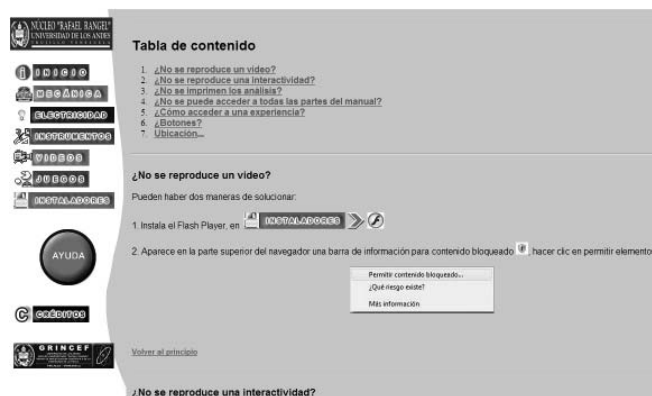 NÚCLEO "RAFAEL RANGEL"
UNIVERSIDAD DE LOS ANDES
TRUJILLO VENEZUELA
INICIO
MECÁNICA
ELECTRICIDAD
INSTRUMENTOS
VIDEOS
JUEGOS
INSTALADORES
AYUDA
CRÉDITOS
GRINCEF
Tabla de contenido
1. ¿No se reproduce un video?
2. ¿No se reproduce una interactividad?
3. ¿No se imprimen los análisis?
4. ¿No se puede acceder a todas las partes del manual?
5. ¿Cómo acceder a una experiencia?
6. ¿Botones?
7. Ubicación...
¿No se reproduce un video?
Pueden haber dos maneras de solucionar:
1. Instala el Flash Player, en INSTALADORES
2. Aparece en la parte superior del navegador una barra de información para contenido bloqueado , hacer clic en permitir elemento
Permitir contenido bloqueado...
¿Qué riesgo existe?
Más información
Volver al principio
¿No se reproduce una interactividad?